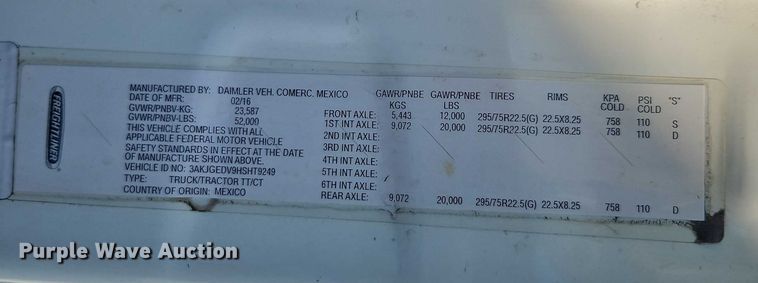 FREIGHTLINER
MANUFACTURED BY: DAIMLER VEH. COMERC. MEXICO
DATE OF MFR: 02/16
GVWR/PNBV-KG: 23,587
GVWR/PNBV-LBS: 52,000
THIS VEHICLE COMPLIES WITH ALL
APPLICABLE FEDERAL MOTOR VEHICLE
SAFETY STANDARDS IN EFFECT AT THE DATE
OF MANUFACTURE SHOWN ABOVE.
VEHICLE ID NO: 3AKJGEDV9HSHT9249
TYPE: TRUCK/TRACTOR TT/CT
COUNTRY OF ORIGIN: MEXICO
GAWR/PNBE KGS GAWR/PNBE LBS TIRES RIMS KPA COLD PSI COLD "S"
FRONT AXLE: 5,443 12,000 295/75R22.5(G) 22.5X8.25 758 110 S
1ST INT AXLE: 9,072 20,000 295/75R22.5(G) 22.5X8.25 758 110 D
2ND INT AXLE:
3RD INT AXLE:
4TH INT AXLE:
5TH INT AXLE:
6TH INT AXLE:
REAR AXLE: 9,072 20,000 295/75R22.5(G) 22.5X8.25 758 110 D
Purple Wave Auction